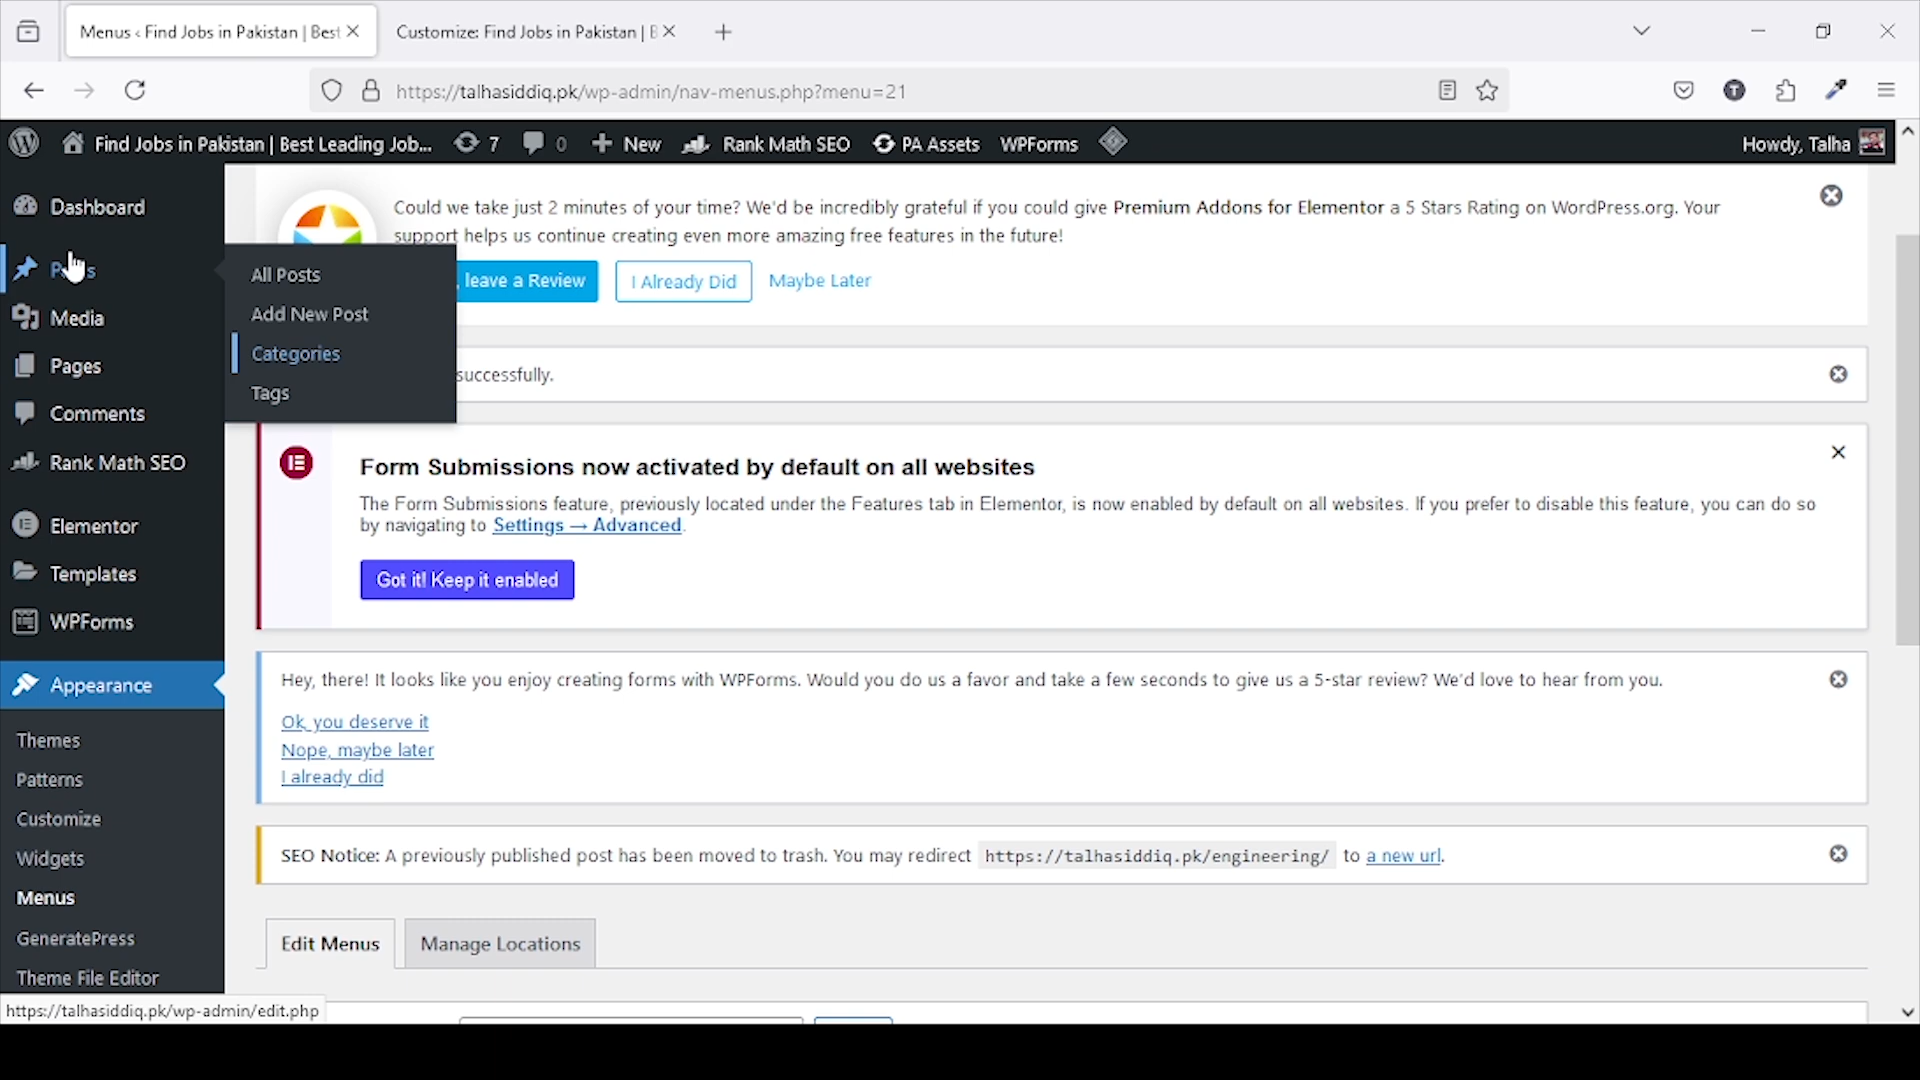 Menus ‹ Find Jobs in Pakistan | Best
Customize: Find Jobs in Pakistan | B
https://talhasiddiq.pk/wp-admin/nav-menus.php?menu=21
Find Jobs in Pakistan | Best Leading Job...
7
0
New
Rank Math SEO
PA Assets
WPForms
Howdy, Talha
Dashboard
Media
Pages
Comments
Rank Math SEO
Elementor
Templates
WPForms
Appearance
Themes
Patterns
Customize
Widgets
Menus
GeneratePress
Theme File Editor
https://talhasiddiq.pk/wp-admin/edit.php
All Posts
Add New Post
Categories
Tags
Could we take just 2 minutes of your time? We'd be incredibly grateful if you could give Premium Addons for Elementor a 5 Stars Rating on WordPress.org. Your
support helps us continue creating even more amazing free features in the future!
, leave a Review
I Already Did
Maybe Later
successfully.
Form Submissions now activated by default on all websites
The Form Submissions feature, previously located under the Features tab in Elementor, is now enabled by default on all websites. If you prefer to disable this feature, you can do so
by navigating to Settings → Advanced.
Got it! Keep it enabled
Hey, there! It looks like you enjoy creating forms with WPForms. Would you do us a favor and take a few seconds to give us a 5-star review? We'd love to hear from you.
Ok, you deserve it
Nope, maybe later
I already did
SEO Notice: A previously published post has been moved to trash. You may redirect https://talhasiddiq.pk/engineering/ to a new url.
Edit Menus
Manage Locations